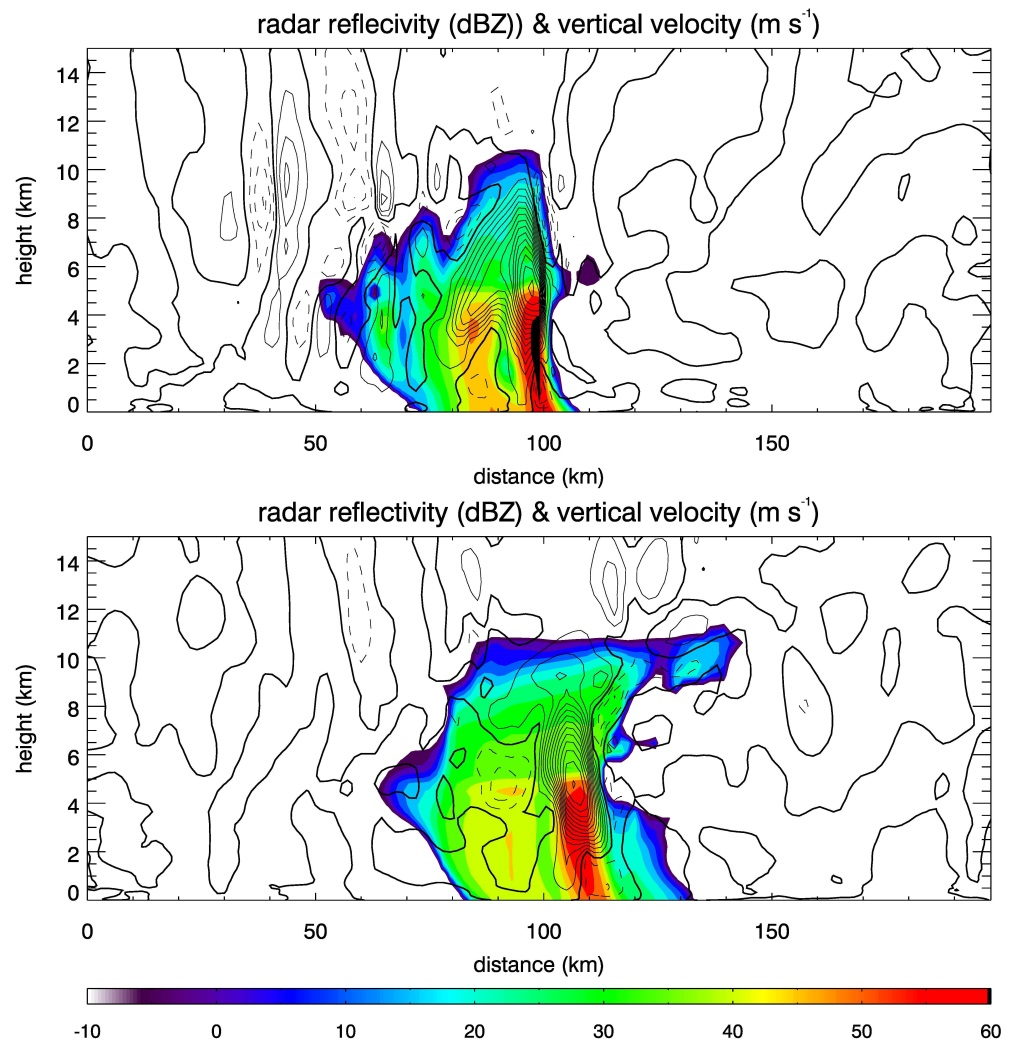 radar reflecivity (dBZ)) & vertical velocity (m s⁻¹)
14
12
10
8
6
4
2
0
height (km)
0 50 100 150
distance (km)
radar reflectivity (dBZ) & vertical velocity (m s⁻¹)
14
12
10
8
6
4
2
0
height (km)
0 50 100 150
distance (km)
-10 0 10 20 30 40 50 60